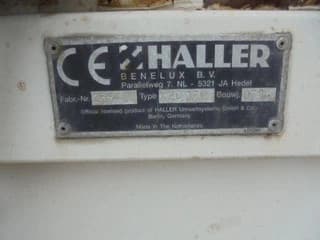 CE HALLER
BENELUX B.V.
Parallelweg 7. NL - 5321 JA Hedel
Fabr.-Nr. Type Bouwj.
Official licensed product of HALLER Umweltsysteme GmbH & Co.
Berlin, Germany
Made in The Netherlands